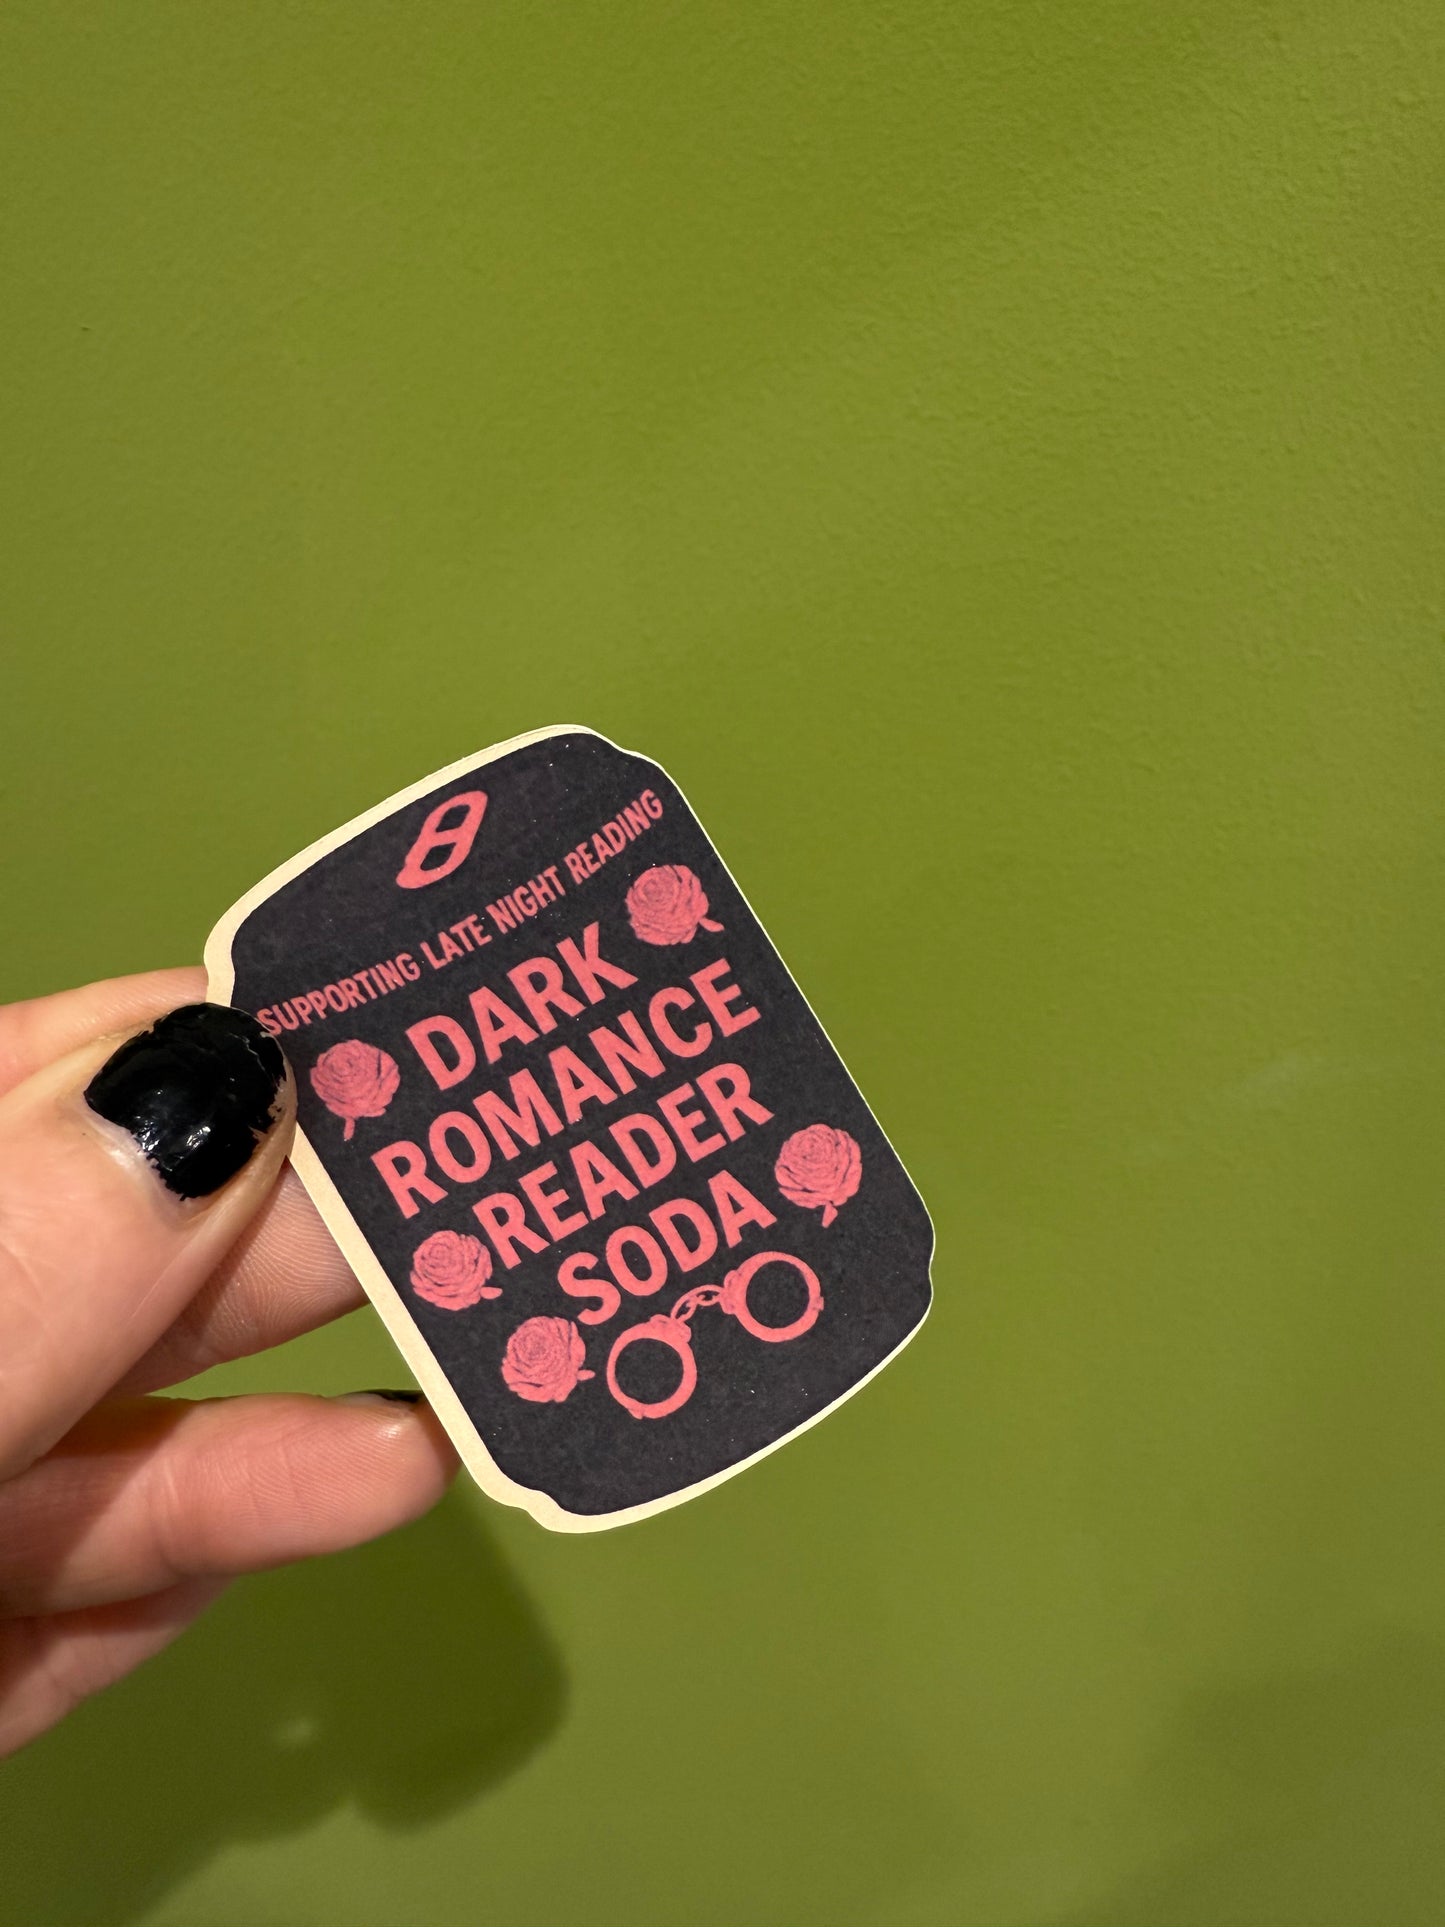 SUPPORTING LATE NIGHT READING
DARK
ROMANCE
READER
SODA